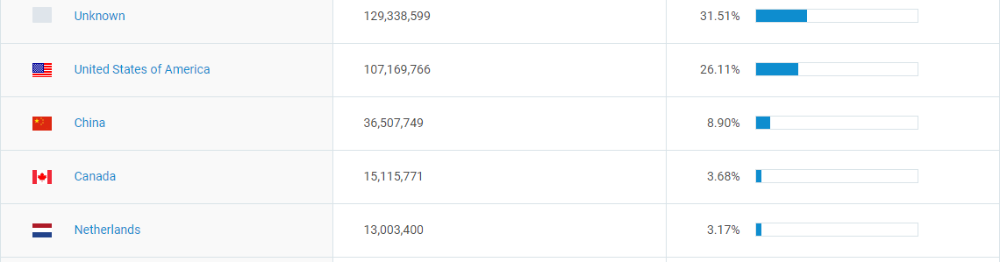 Unknown 129,338,599 31.51%
United States of America 107,169,766 26.11%
China 36,507,749 8.90%
Canada 15,115,771 3.68%
Netherlands 13,003,400 3.17%